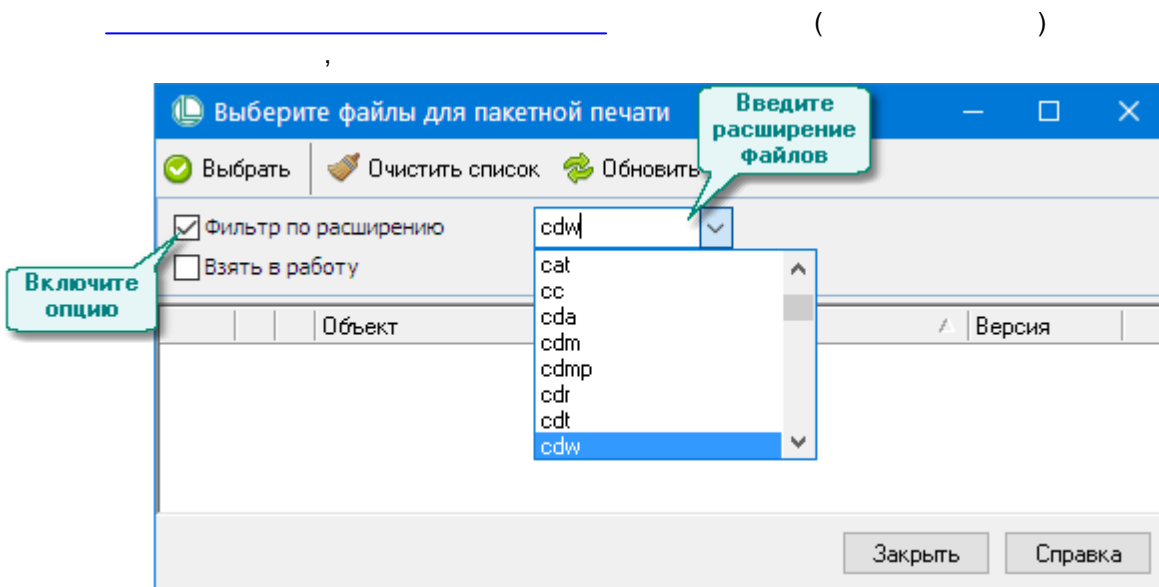 (                    )
,
Выберите файлы для пакетной печати
Введите
расширение
файлов
Выбрать
Очистить список
Обновить
Фильтр по расширению
cdw
Взять в работу
Включите
опцию
cat
cc
cda
cdm
cdmp
cdr
cdt
cdw
Объект
Версия
Закрыть
Справка